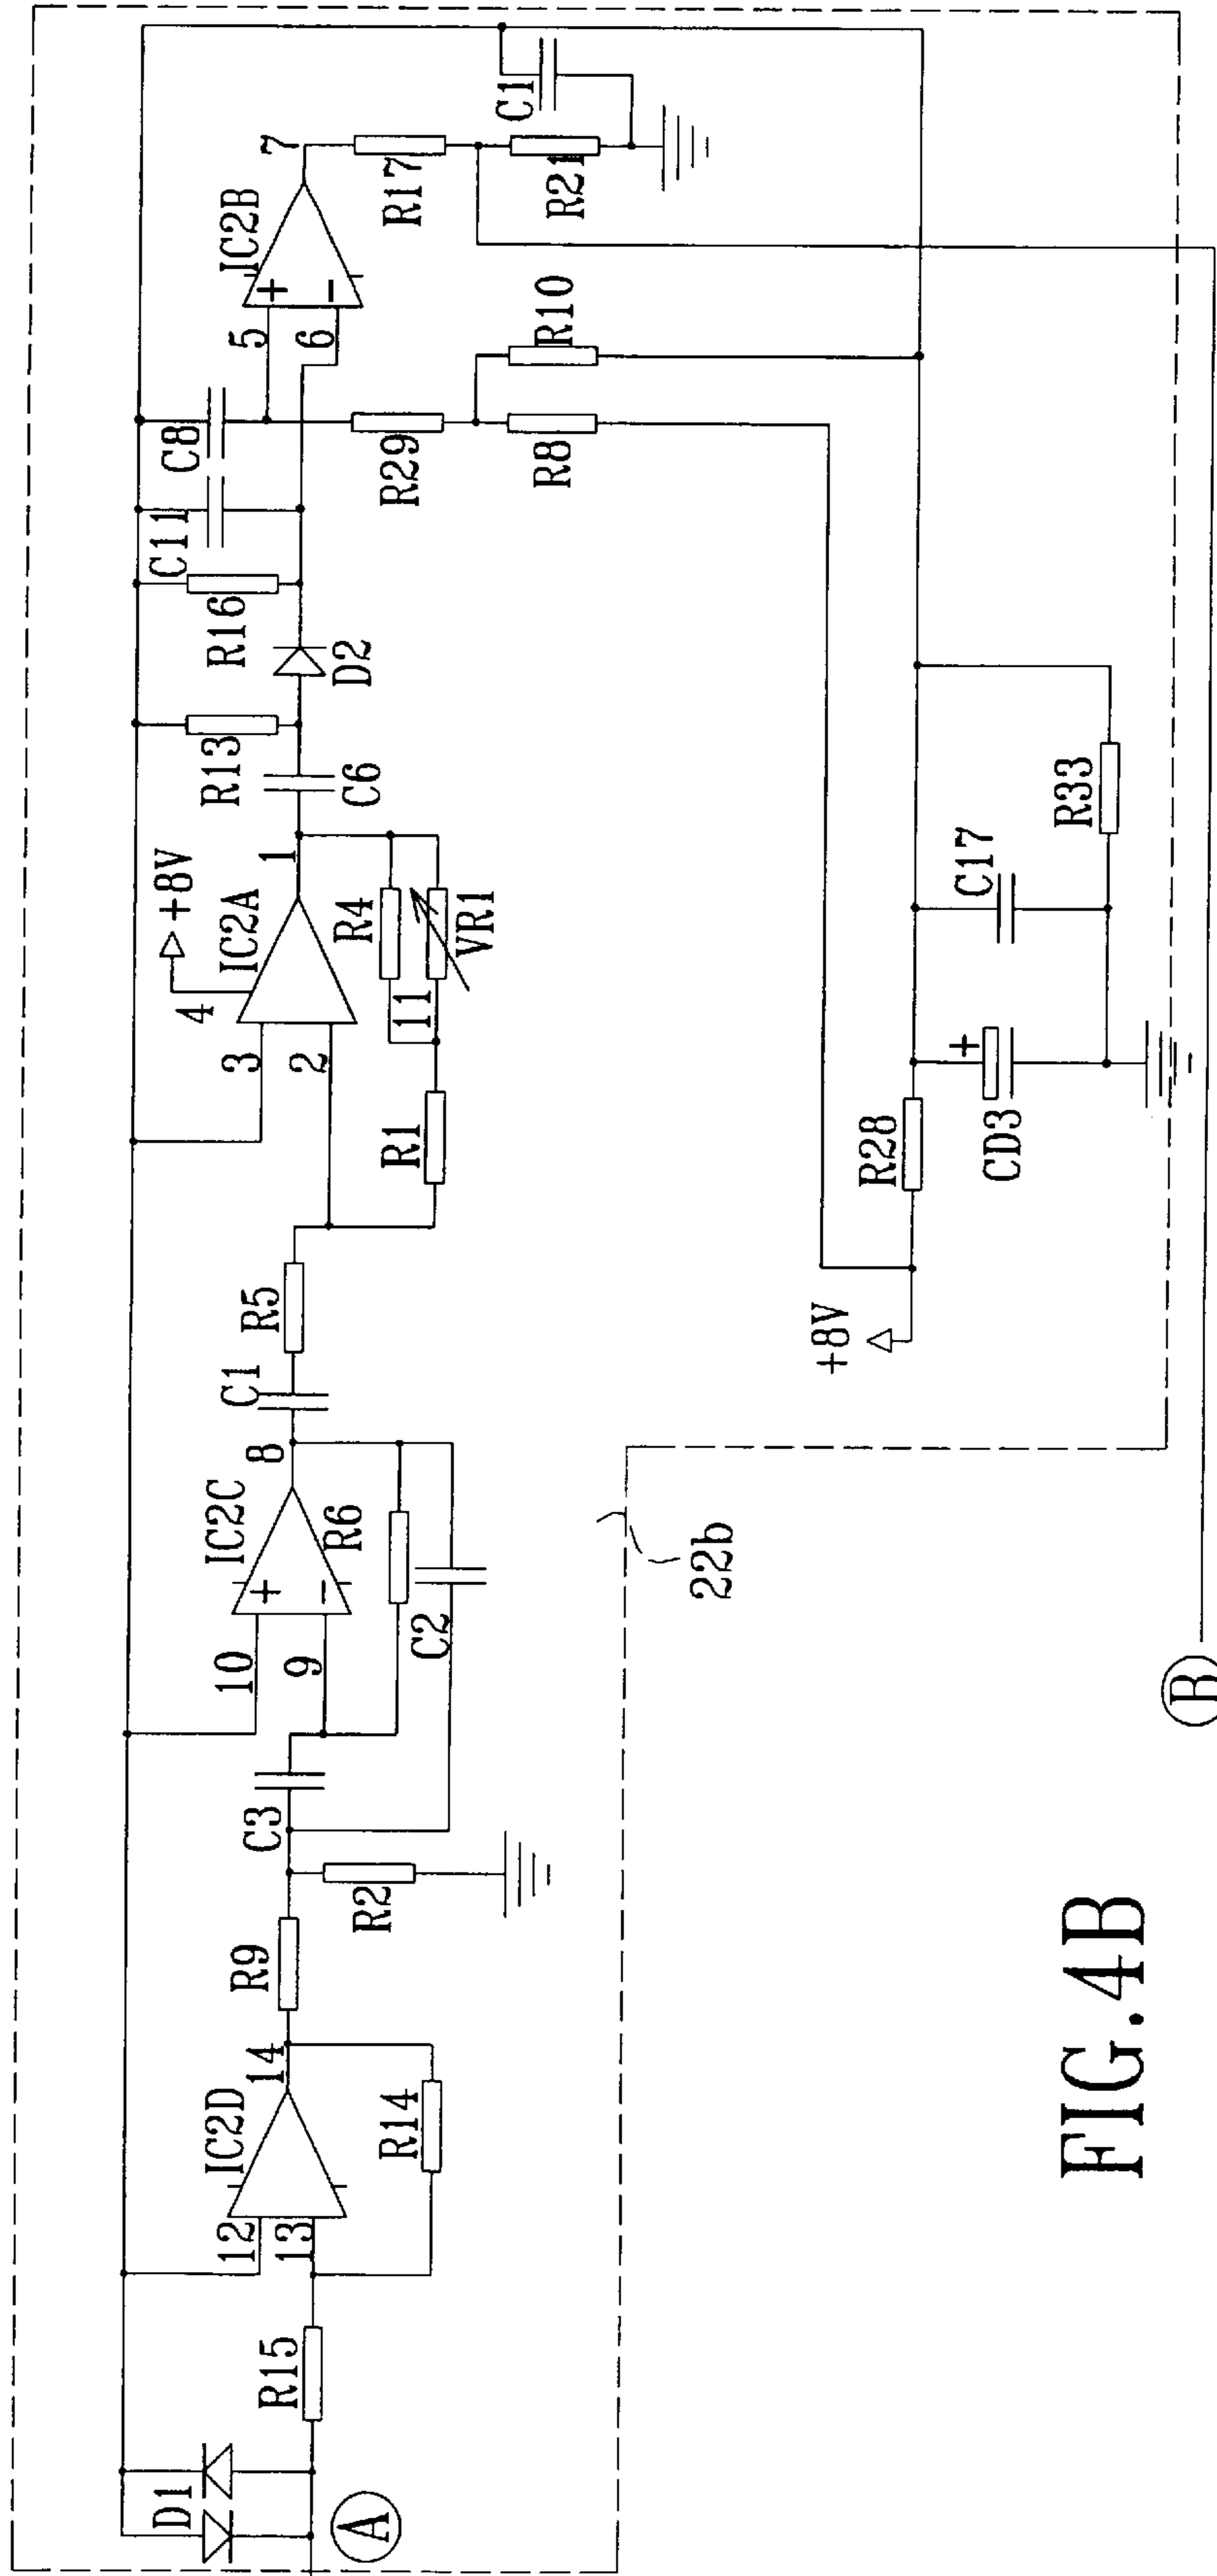 A
D1
R15
12
13
IC2D
14
R14
R9
R2
C3
10
9
IC2C
8
R6
C2
C1
R5
3
2
4
+8V
IC2A
1
R1
R4
11
VR1
C6
R13
D2
R16
C11
C8
5
6
IC2B
7
R17
R21
C1
R29
R8
R10
+8V
R28
CD3
+
C17
R33
22b
B
FIG.4B